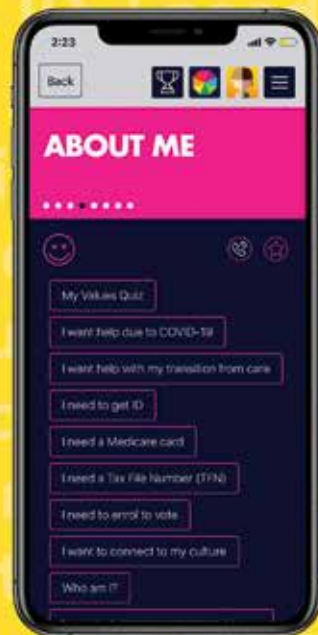 2:23
Back
ABOUT ME
My Values Quiz
I want help due to COVID-19
I want help with my transition from care
I need to get ID
I need a Medicare card
I need a Tax File Number (TFN)
I need to enrol to vote
I want to connect to my culture
Who am I?